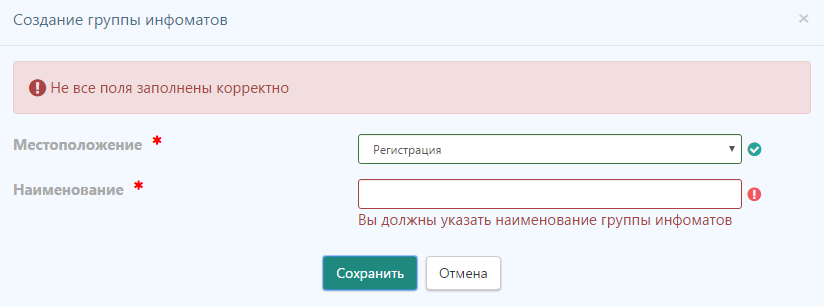 Создание группы инфоматов
×
Не все поля заполнены корректно
Местоположение *
Регистрация
Наименование *
Вы должны указать наименование группы инфоматов
Сохранить Отмена